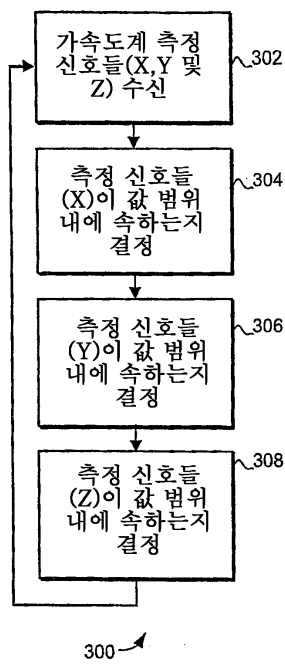 가속도계 측정
신호들(X,Y 및
Z) 수신
302
측정 신호들
(X)이 값 범위
내에 속하는지
결정
304
측정 신호들
(Y)이 값 범위
내에 속하는지
결정
306
측정 신호들
(Z)이 값 범위
내에 속하는지
결정
308
300